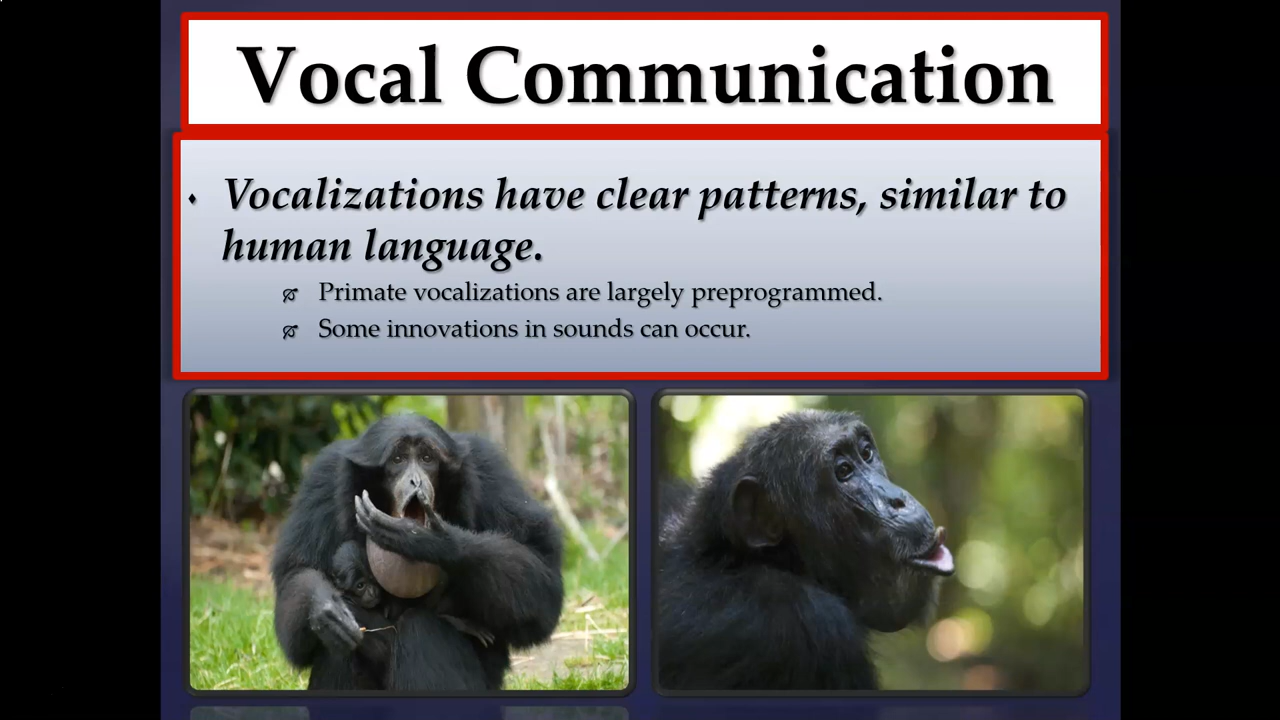 Vocal Communication
Vocalizations have clear patterns, similar to
human language.
Primate vocalizations are largely preprogrammed.
Some innovations in sounds can occur.